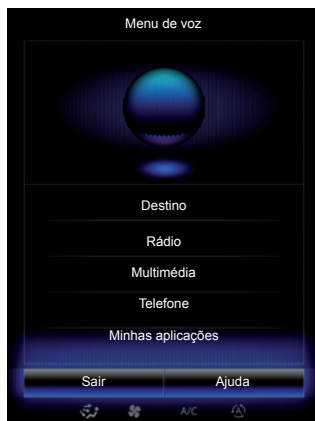 Menu de voz
Destino
Rádio
Multimédia
Telefone
Minhas aplicações
Sair Ajuda
A/C